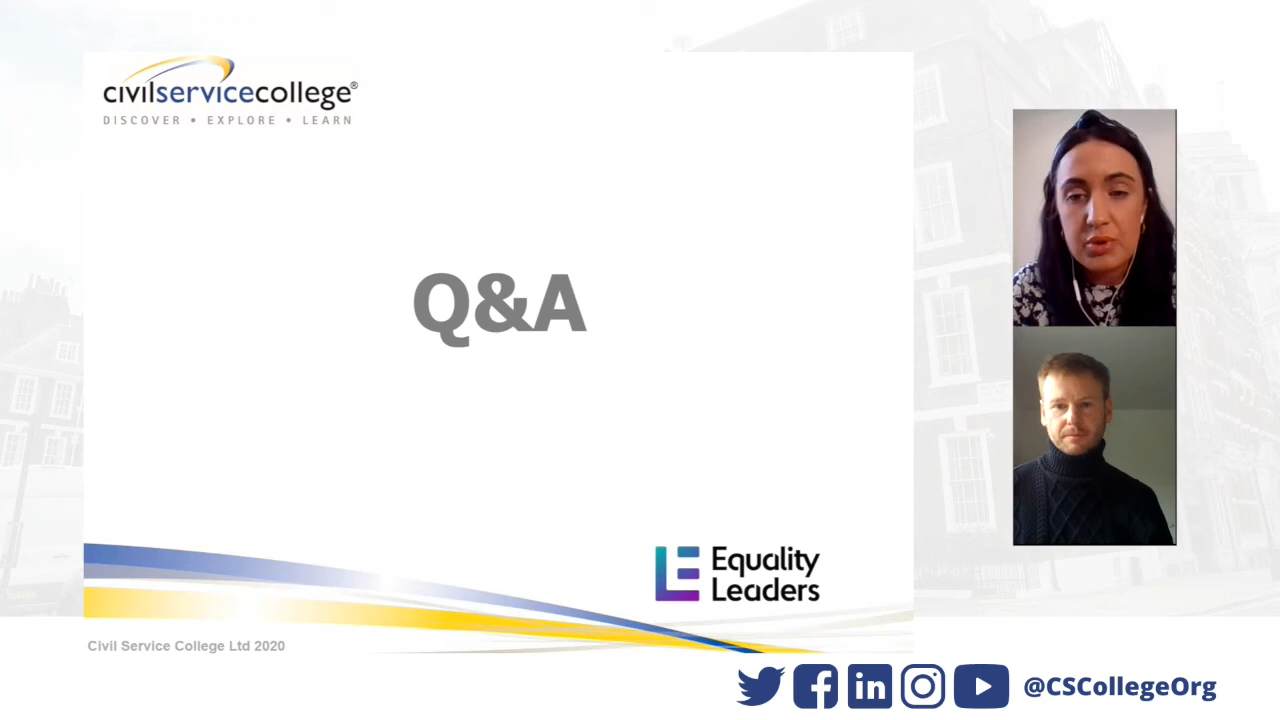 civilservicecollege®
DISCOVER • EXPLORE • LEARN
Q&A
Equality
Leaders
Civil Service College Ltd 2020
@CSCollegeOrg